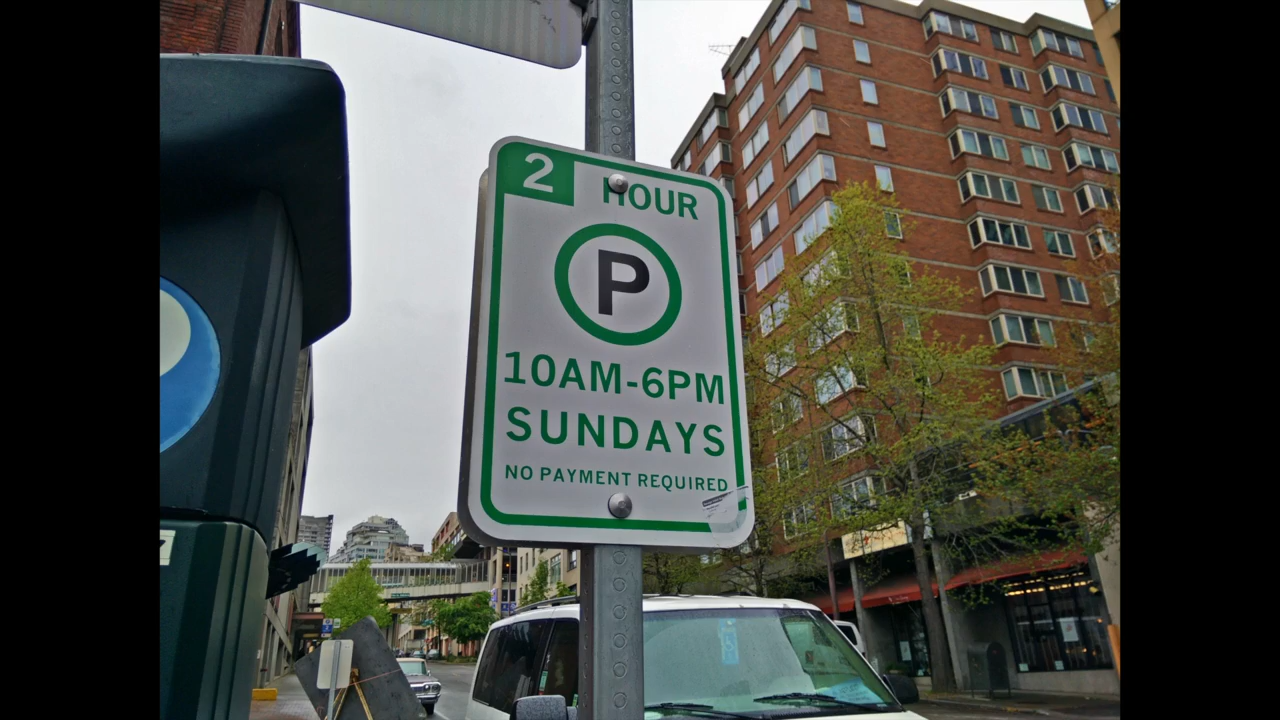 2 HOUR
P
10AM-6PM
SUNDAYS
NO PAYMENT REQUIRED